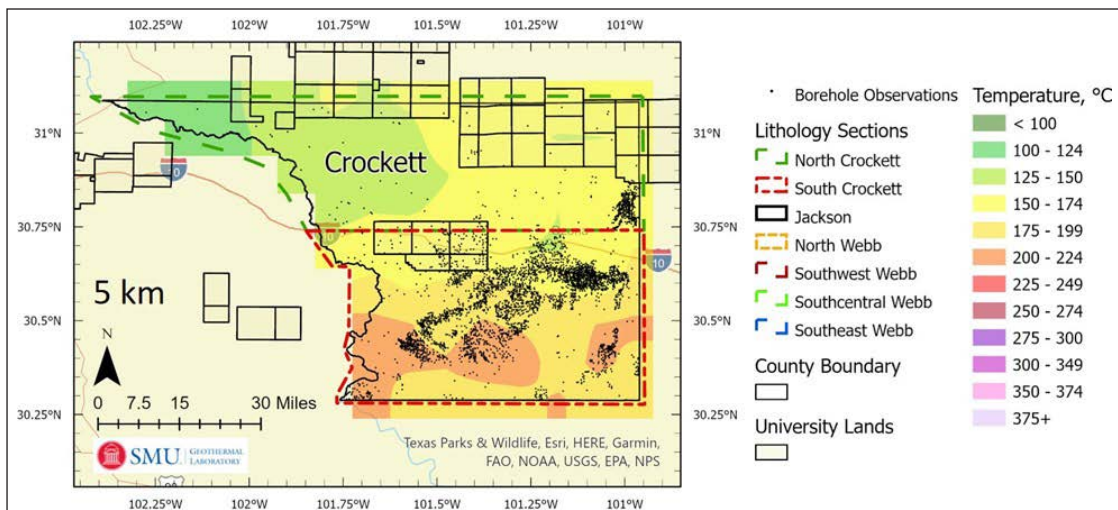 102.25°W 102°W 101.75°W 101.5°W 101.25°W 101°W
31°N
30.75°N
30.5°N
30.25°N
31°N
30.75°N
30.5°N
30.25°N
Crockett
10
10
5 km
N
0 7.5 15 30 Miles
SMU. GEOTHERMAL
LABORATORY
Texas Parks & Wildlife, Esri, HERE, Garmin,
FAO, NOAA, USGS, EPA, NPS
102.25°W 102°W 101.75°W 101.5°W 101.25°W 101°W
Borehole Observations
Lithology Sections
North Crockett
South Crockett
Jackson
North Webb
Southwest Webb
Southcentral Webb
Southeast Webb
County Boundary
University Lands
Temperature, °C
< 100
100 - 124
125 - 150
150 - 174
175 - 199
200 - 224
225 - 249
250 - 274
275 - 300
300 - 349
350 - 374
375+